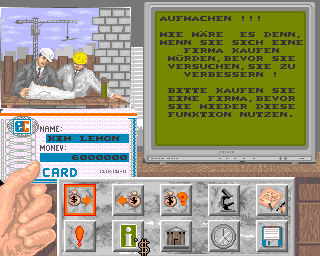 AUFWACHEN !!!
WIE WÄRE ES DENN,
WENN SIE SICH EINE
FIRMA KAUFEN
WÜRDEN, BEVOR SIE
VERSUCHEN, SIE ZU
VERBESSERN !
BITTE KAUFEN SIE
EINE FIRMA, BEVOR
SIE WIEDER DIESE
FUNKTION NUTZEN.
NAME:
KIM LEMON
MONEY:
6000000
CARD